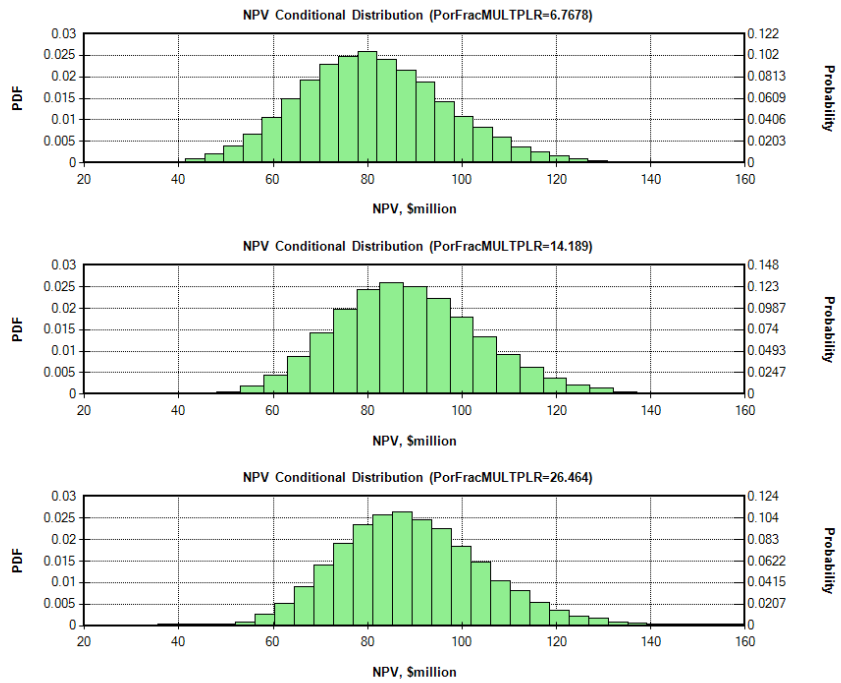 NPV Conditional Distribution (PorFracMULTPLR=6.7678)
0.03 0.122
0.025 0.102
0.02 0.0813
0.015 0.0609
0.01 0.0406
0.005 0.0203
0 0
PDF
Probability
20 40 60 80 100 120 140 160
NPV, $million
NPV Conditional Distribution (PorFracMULTPLR=14.189)
0.03 0.148
0.025 0.123
0.02 0.0987
0.015 0.074
0.01 0.0493
0.005 0.0247
0 0
PDF
Probability
20 40 60 80 100 120 140 160
NPV, $million
NPV Conditional Distribution (PorFracMULTPLR=26.464)
0.03 0.124
0.025 0.104
0.02 0.083
0.015 0.0622
0.01 0.0415
0.005 0.0207
0 0
PDF
Probability
20 40 60 80 100 120 140 160
NPV, $million